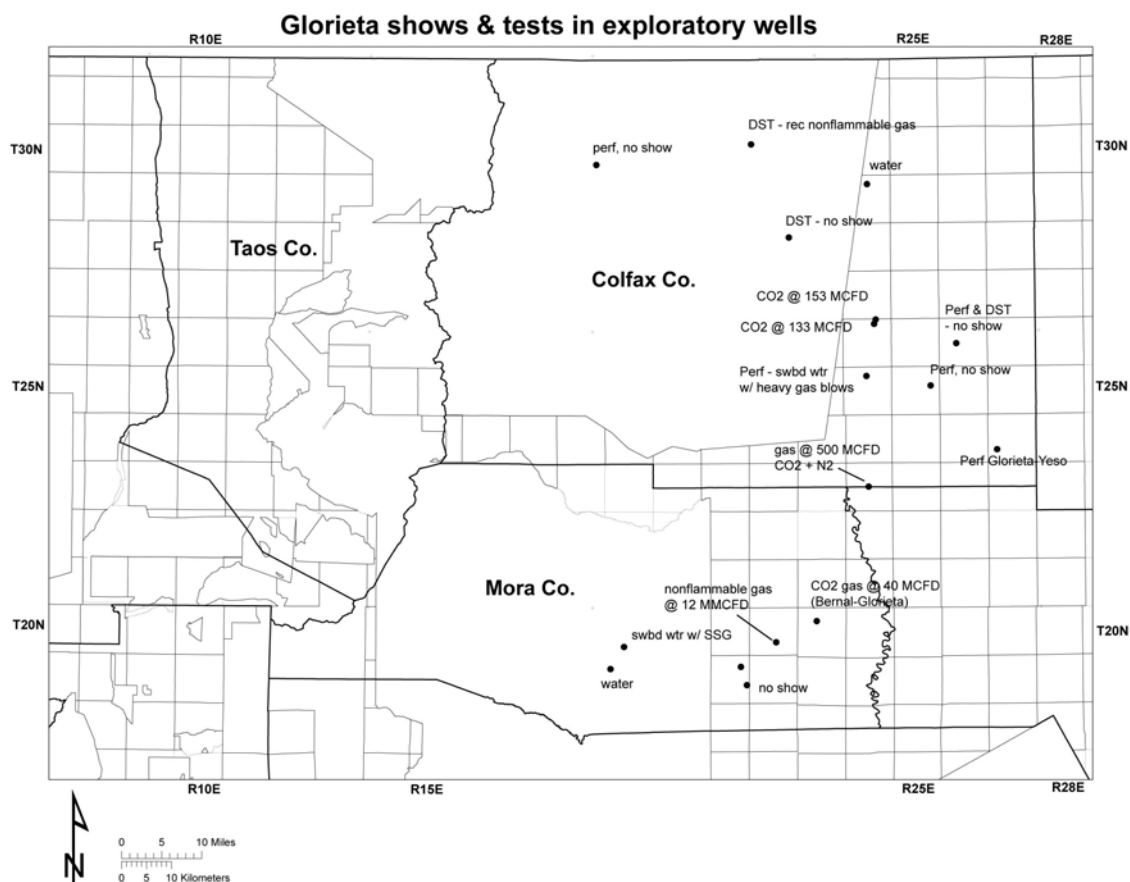 Glorieta shows & tests in exploratory wells
R10E
R25E
R28E
T30N
DST - rec nonflammable gas
T30N
perf, no show
water
DST - no show
Taos Co.
Colfax Co.
CO2 @ 153 MCFD
CO2 @ 133 MCFD
Perf & DST
- no show
Perf - swbd wtr
w/ heavy gas blows
Perf, no show
T25N
T25N
gas @ 500 MCFD
CO2 + N2
Perf Glorieta-Yeso
Mora Co.
nonflammable gas
@ 12 MMCFD
CO2 gas @ 40 MCFD
(Bernal-Glorieta)
T20N
T20N
swbd wtr w/ SSG
water
no show
R10E
R15E
R25E
R28E
N
0 5 10 Miles
0 5 10 Kilometers